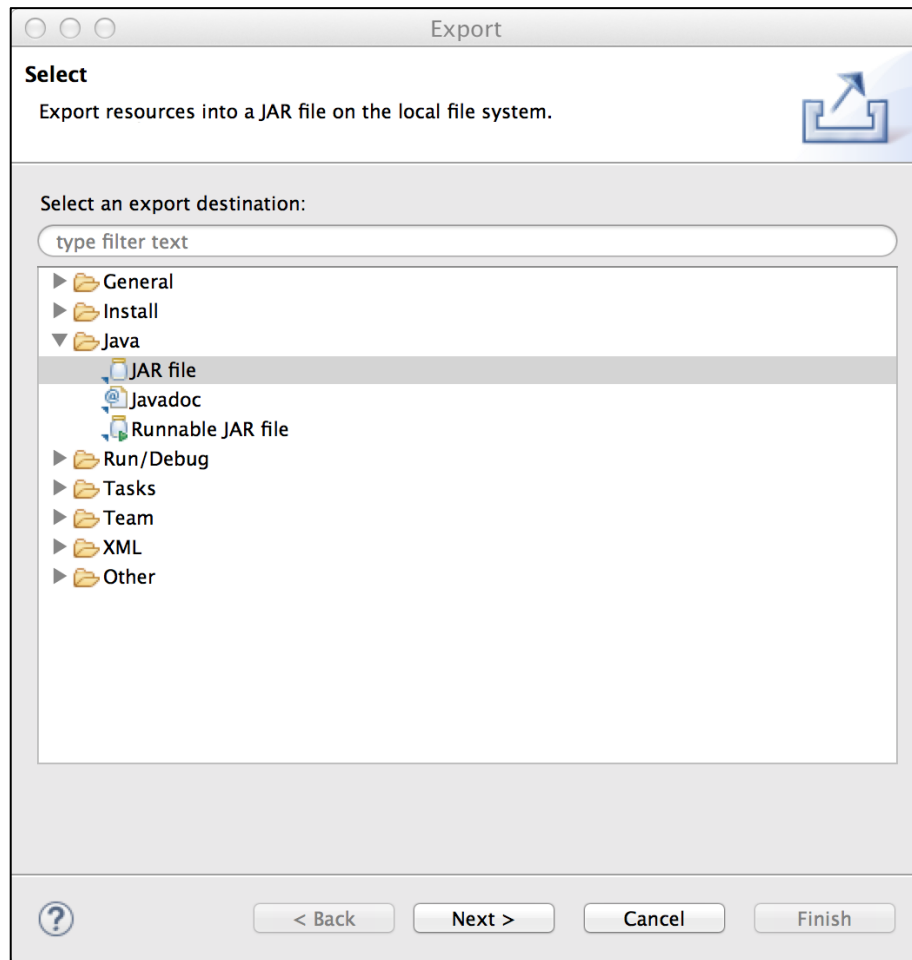 Export
Select
Export resources into a JAR file on the local file system.
Select an export destination:
type filter text
General
Install
Java
JAR file
@ Javadoc
Runnable JAR file
Run/Debug
Tasks
Team
XML
Other
? < Back Next > Cancel Finish